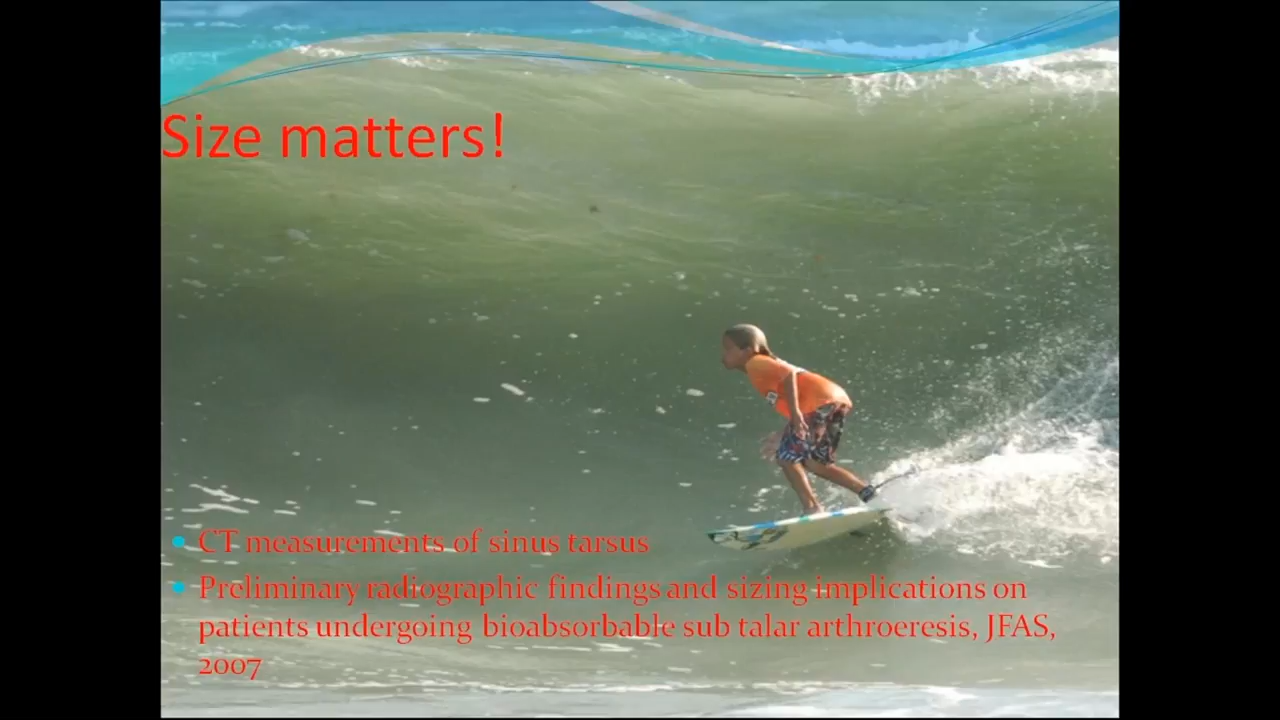 Size matters!
CT measurements of sinus tarsus
Preliminary radiographic findings and sizing implications on
patients undergoing bioabsorbable sub talar arthroeresis, JFAS,
2007